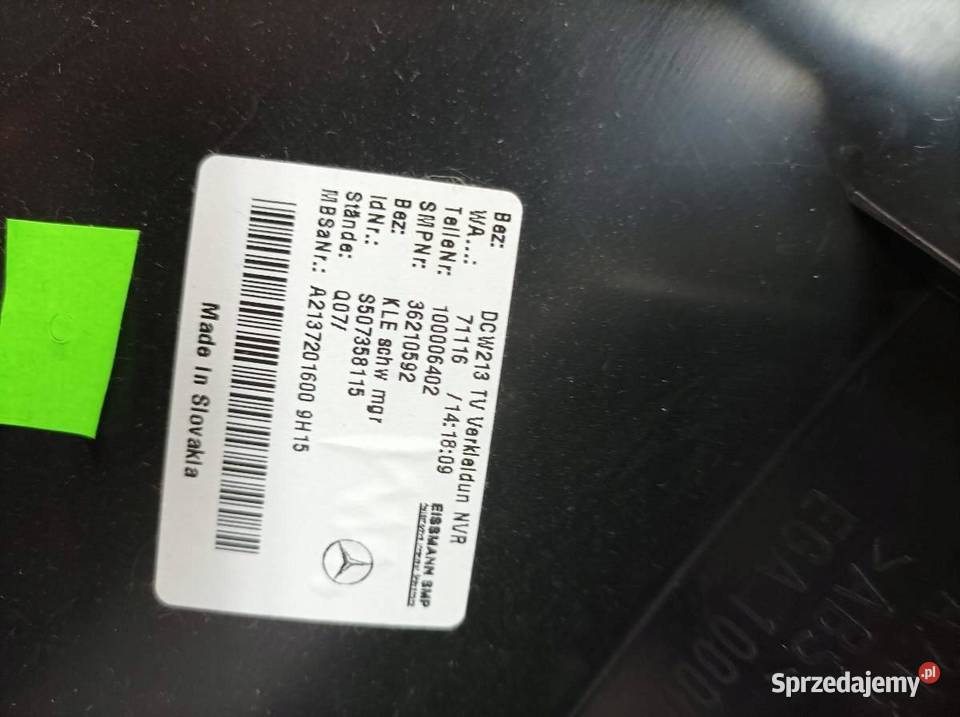 Bez: DCW213 TV Verkleidun NVR
WA...: 71116 /14:18:09
TeileNr: 100006402
SMPNr: 36210592
Bez: KLE schw mgr
IdNr.: S507358115
Stände: Q07/
MBSaNr.: A2137201600 9H15
Made In Slovakia
EISSMANN SMP
Sprzedajemy.pl